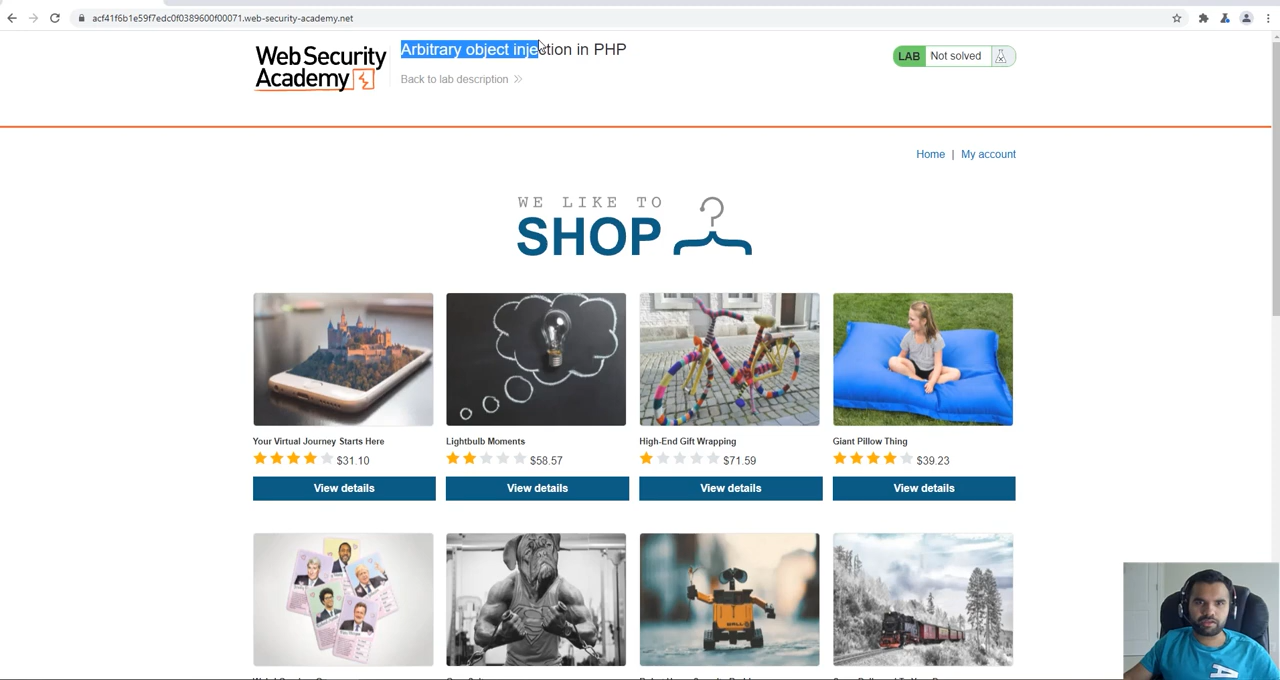 acf41f6b1e59f7edc0f0389600f00071.web-security-academy.net
Web Security
Academy
Arbitrary object injection in PHP
Back to lab description
LAB Not solved
Home | My account
WE LIKE TO
SHOP
Your Virtual Journey Starts Here
$31.10
View details
Lightbulb Moments
$58.57
View details
High-End Gift Wrapping
$71.59
View details
Giant Pillow Thing
$39.23
View details